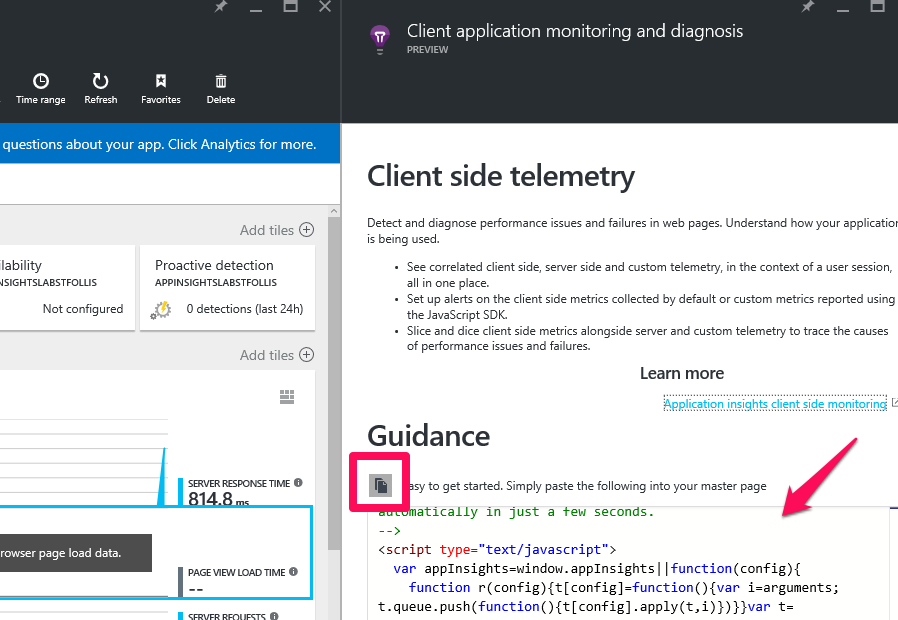 Time range
Refresh
Favorites
Delete
questions about your app. Click Analytics for more.
Add tiles
NSIGHTSLABSTFOLLIS
Not configured
Proactive detection
APPINSIGHTSLABSTFOLLIS
0 detections (last 24h)
Add tiles
SERVER RESPONSE TIME
814.8 ms
rowser page load data.
PAGE VIEW LOAD TIME
--
SERVER REQUESTS
Client application monitoring and diagnosis
PREVIEW
Client side telemetry
Detect and diagnose performance issues and failures in web pages. Understand how your application
is being used.
• See correlated client side, server side and custom telemetry, in the context of a user session,
all in one place.
• Set up alerts on the client side metrics collected by default or custom metrics reported using
the JavaScript SDK.
• Slice and dice client side metrics alongside server and custom telemetry to trace the causes
of performance issues and failures.
Learn more
Application insights client side monitoring
Guidance
asy to get started. Simply paste the following into your master page
automatically in just a few seconds.
-->
<script type="text/javascript">
var appInsights=window.appInsights||function(config){
function r(config){t[config]=function(){var i=arguments;
t.queue.push(function(){t[config].apply(t,i)})}}var t=